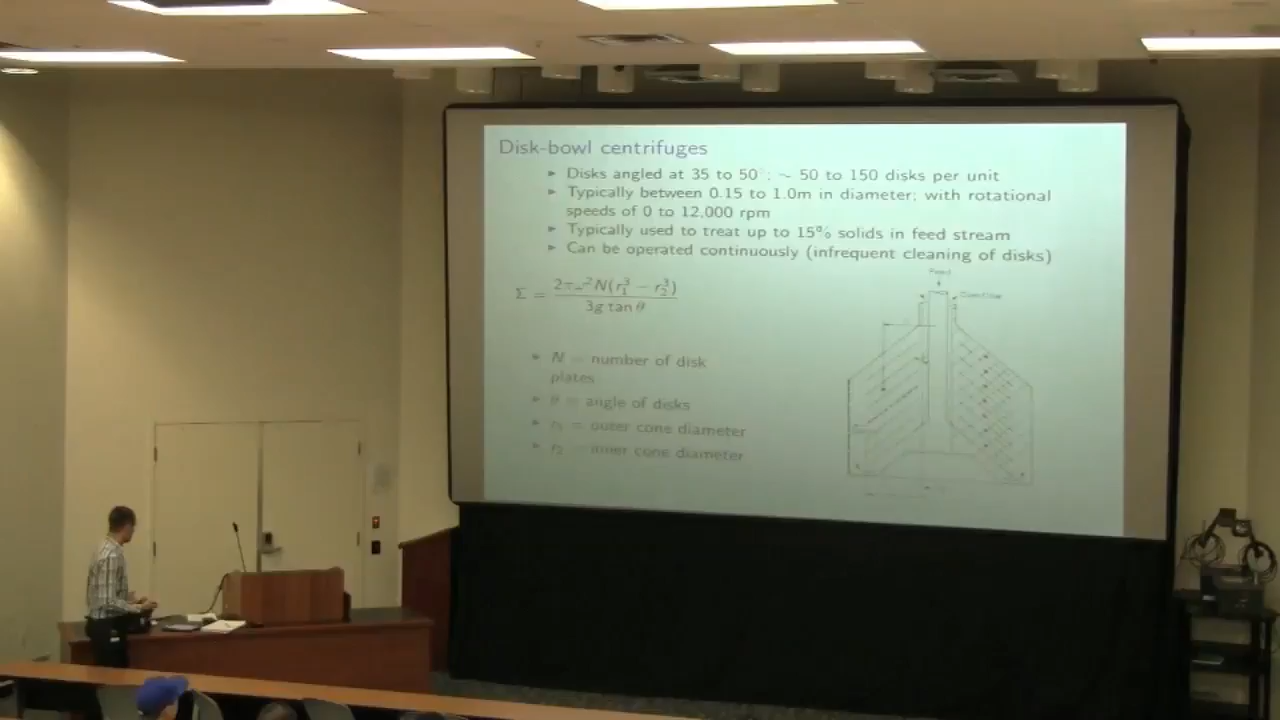 Disk-bowl centrifuges
▶ Disks angled at 35 to 50°; ~ 50 to 150 disks per unit
▶ Typically between 0.15 to 1.0m in diameter; with rotational
speeds of 0 to 12,000 rpm
▶ Typically used to treat up to 15% solids in feed stream
▶ Can be operated continuously (infrequent cleaning of disks)
Feed
Overflow
Σ = 2πω²N(r₁³ − r₂³) / 3g tan θ
▶ N = number of disk
plates
▶ θ = angle of disks
▶ r₁ = outer cone diameter
▶ r₂ = inner cone diameter